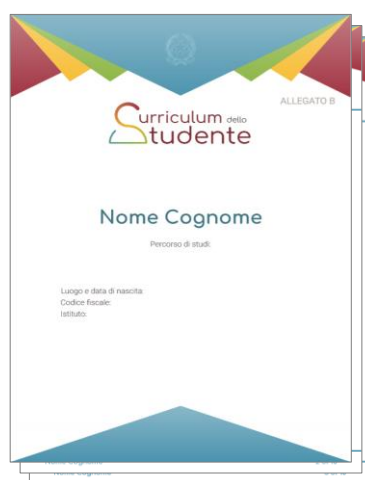 ALLEGATO B
Curriculum dello
Studente
Nome Cognome
Percorso di studi:
Luogo e data di nascita:
Codice fiscale:
Istituto: